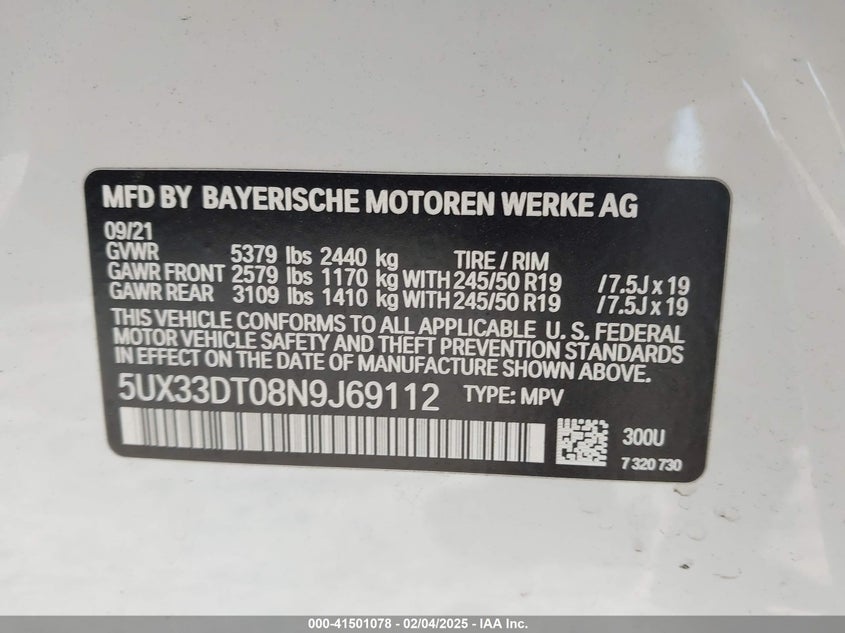 MFD BY BAYERISCHE MOTOREN WERKE AG
09/21
GVWR 5379 lbs 2440 kg TIRE / RIM
GAWR FRONT 2579 lbs 1170 kg WITH 245/50 R19 /7.5J x 19
GAWR REAR 3109 lbs 1410 kg WITH 245/50 R19 /7.5J x 19
THIS VEHICLE CONFORMS TO ALL APPLICABLE U. S. FEDERAL
MOTOR VEHICLE SAFETY AND THEFT PREVENTION STANDARDS
IN EFFECT ON THE DATE OF MANUFACTURE SHOWN ABOVE.
5UX33DT08N9J69112 TYPE: MPV
300U
7 320 730
000-41501078 - 02/04/2025 - IAA Inc.